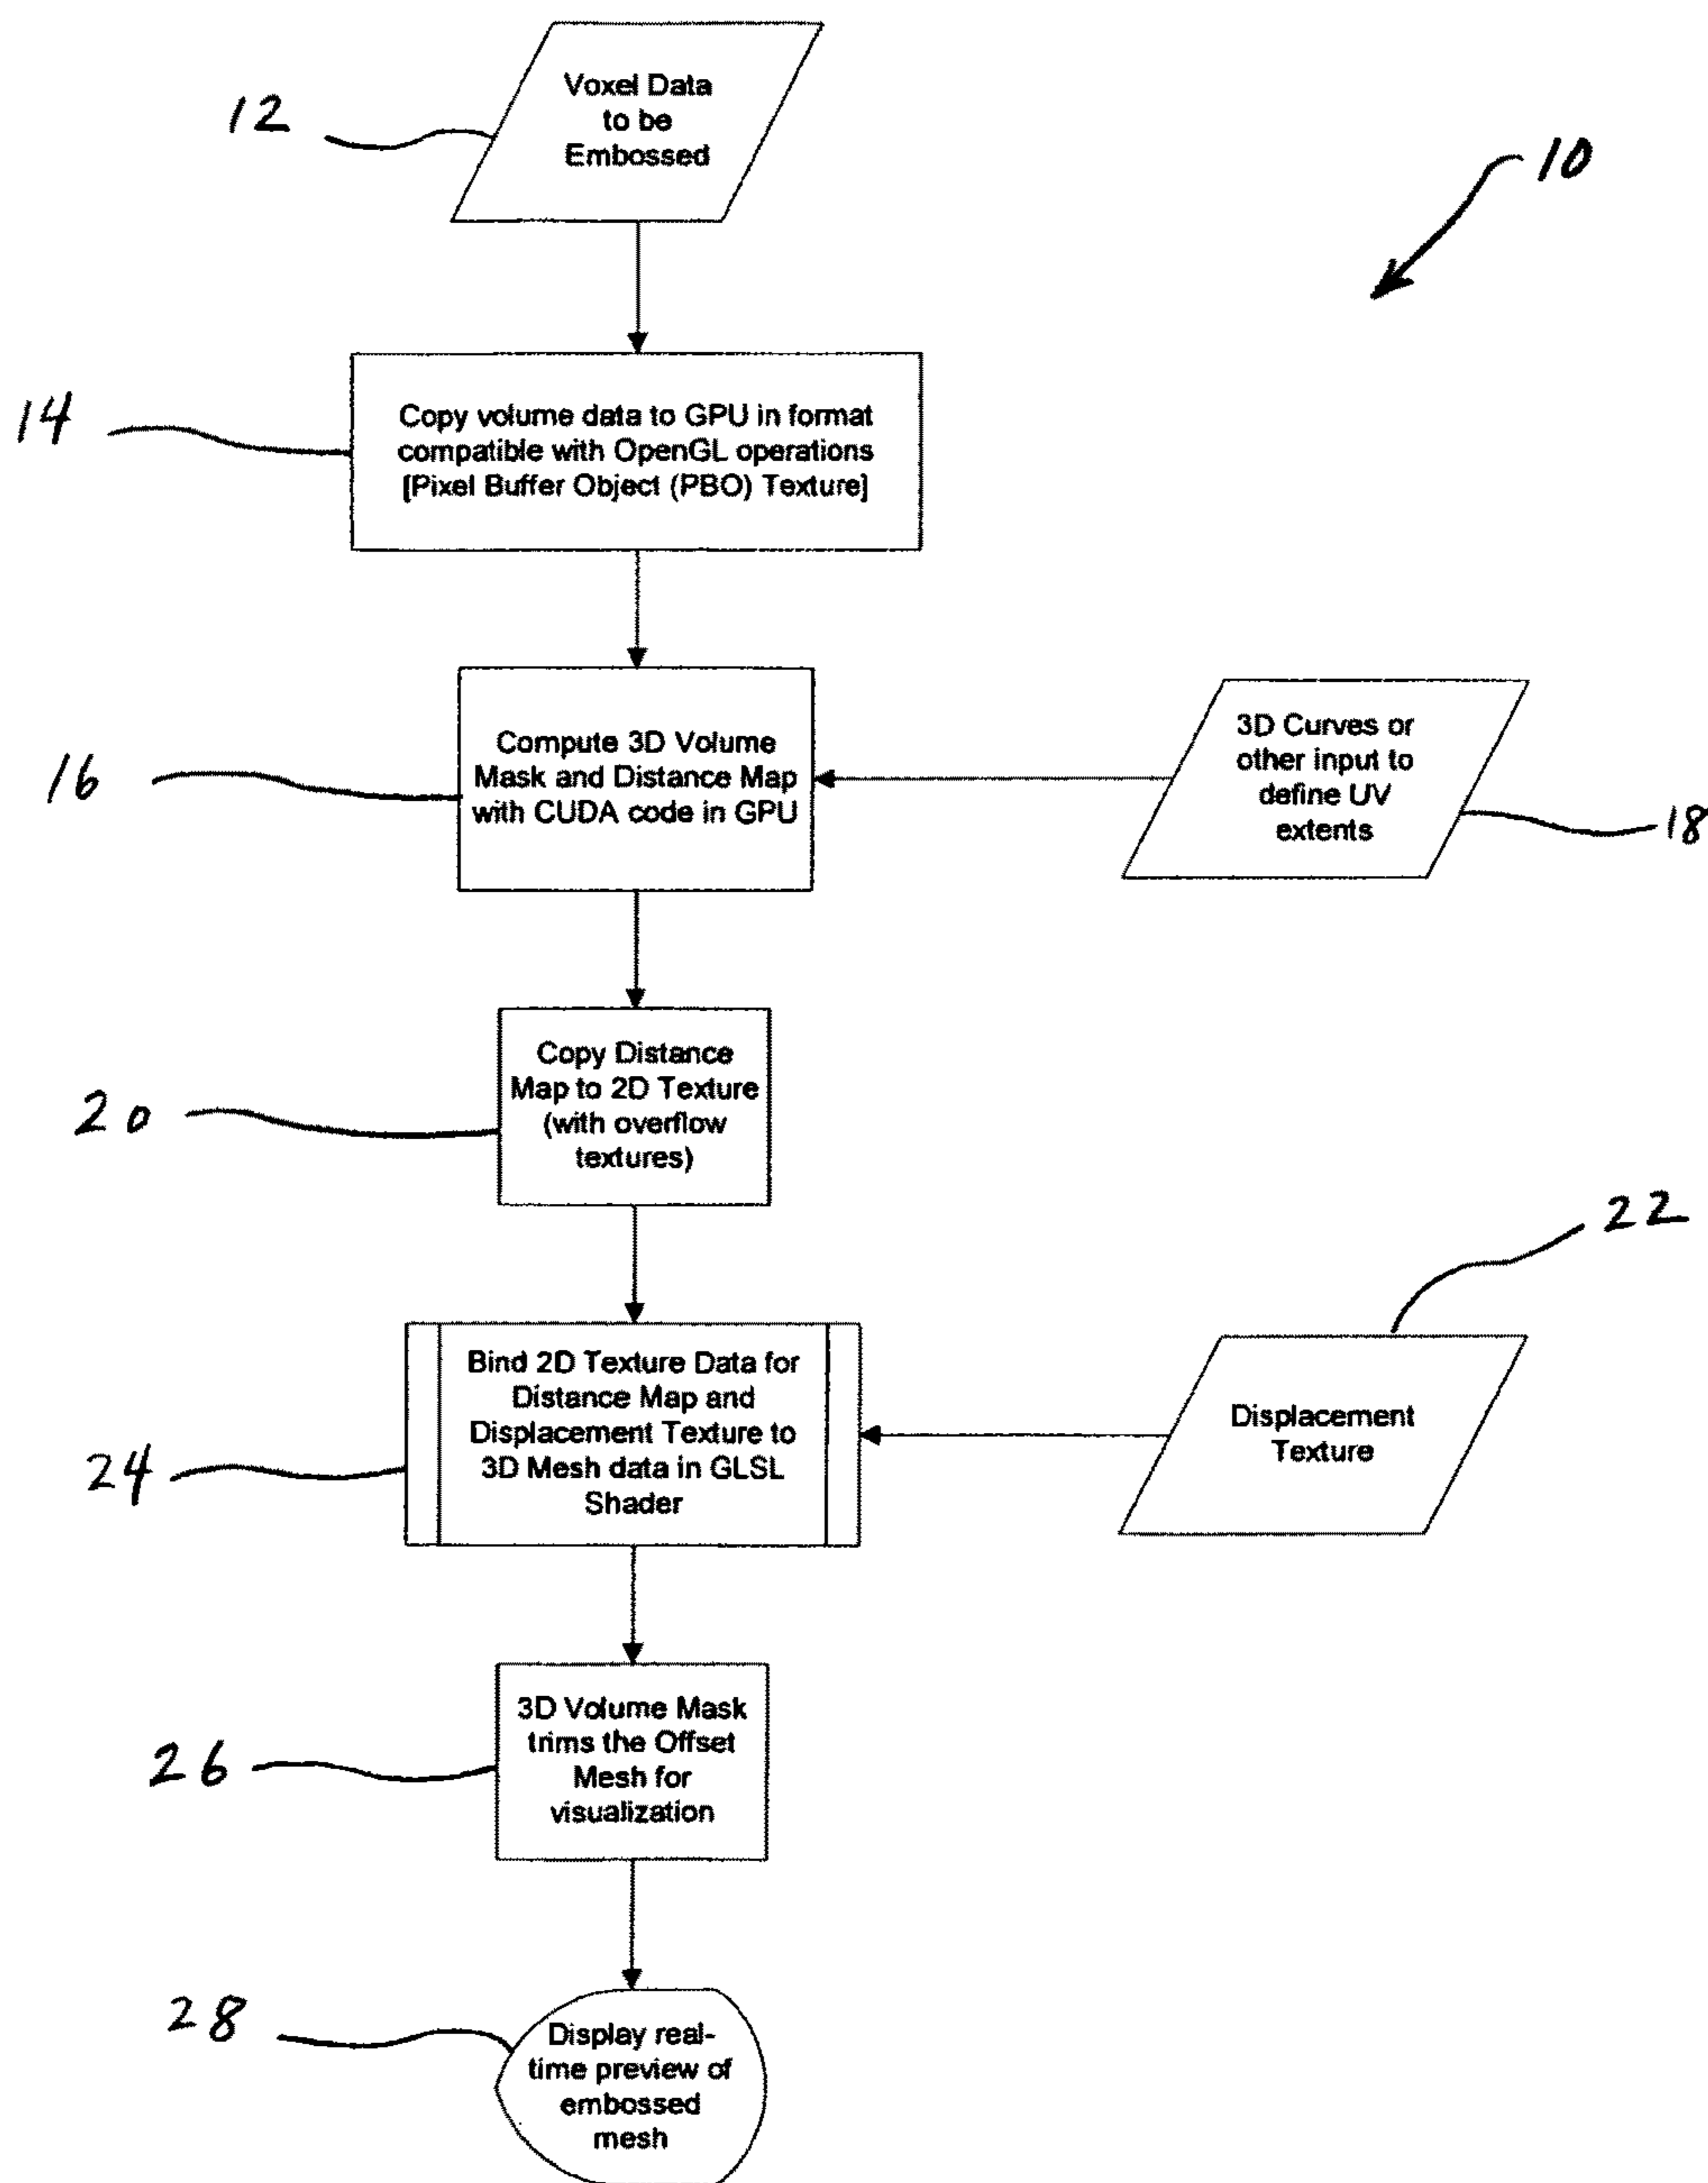 12
Voxel Data
to be
Embossed
10
14
Copy volume data to GPU in format
compatible with OpenGL operations
[Pixel Buffer Object (PBO) Texture]
16
Compute 3D Volume
Mask and Distance Map
with CUDA code in GPU
3D Curves or
other input to
define UV
extents
18
20
Copy Distance
Map to 2D Texture
(with overflow
textures)
22
24
Bind 2D Texture Data for
Distance Map and
Displacement Texture to
3D Mesh data in GLSL
Shader
Displacement
Texture
26
3D Volume Mask
trims the Offset
Mesh for
visualization
28
Display real-
time preview of
embossed
mesh